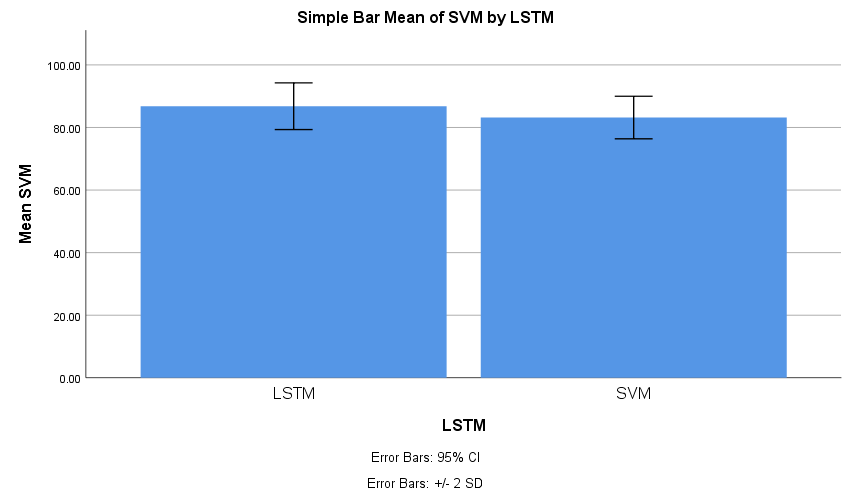 Simple Bar Mean of SVM by LSTM
100.00
80.00
60.00
40.00
20.00
0.00
Mean SVM
LSTM SVM
LSTM
Error Bars: 95% CI
Error Bars: +/- 2 SD